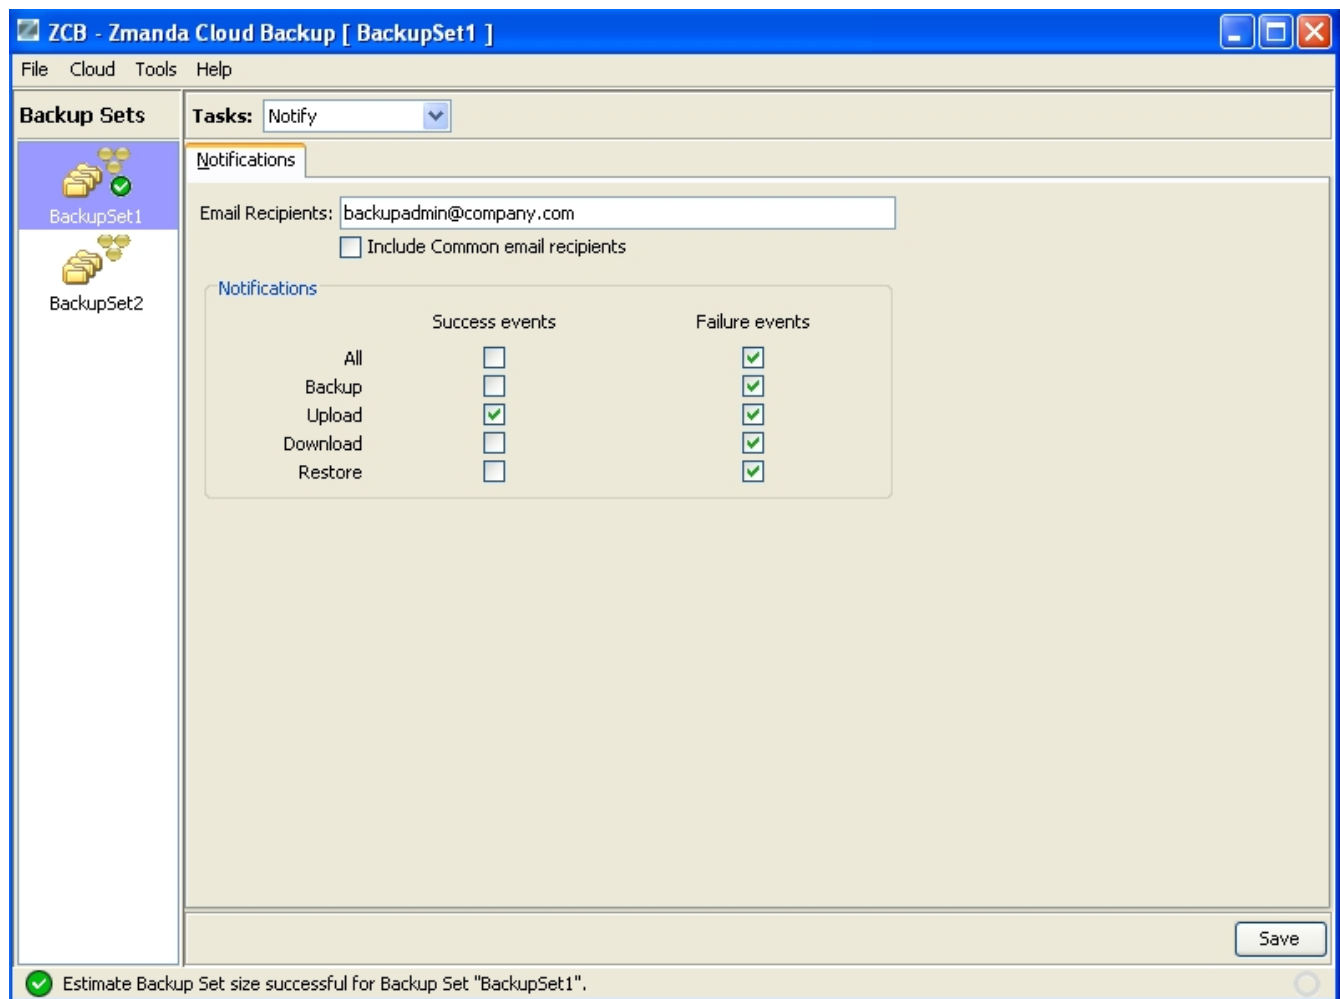 ZCB - Zmanda Cloud Backup [ BackupSet1 ]
File Cloud Tools Help
Backup Sets
Tasks: Notify
BackupSet1
BackupSet2
Notifications
Email Recipients: backupadmin@company.com
Include Common email recipients
Notifications
Success events Failure events
All
Backup
Upload
Download
Restore
Save
Estimate Backup Set size successful for Backup Set "BackupSet1".